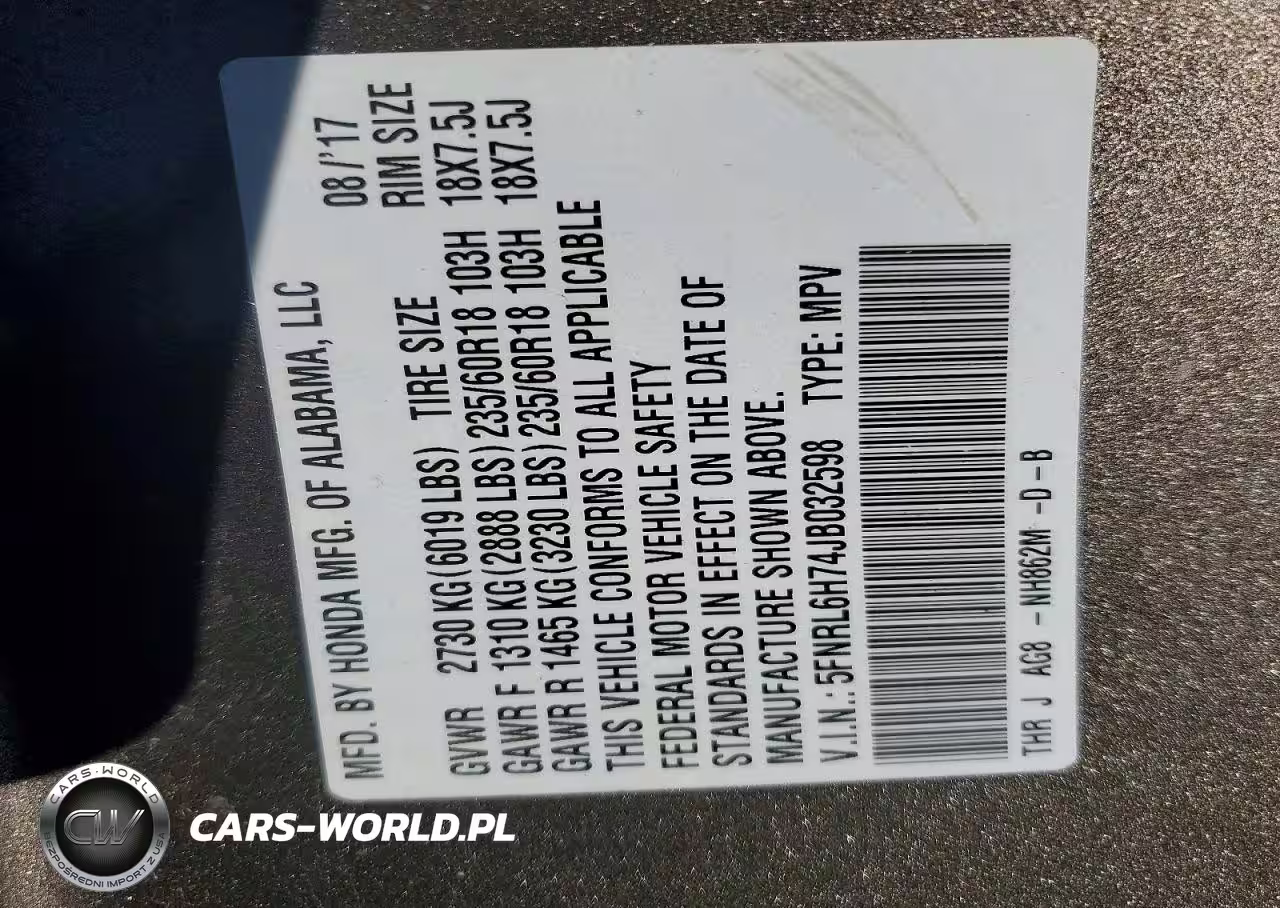 MFD. BY HONDA MFG. OF ALABAMA, LLC 08/'17
GVWR 2730 KG (6019 LBS) TIRE SIZE RIM SIZE
GAWR F 1310 KG (2888 LBS) 235/60R18 103H 18X7.5J
GAWR R 1465 KG (3230 LBS) 235/60R18 103H 18X7.5J
THIS VEHICLE CONFORMS TO ALL APPLICABLE
FEDERAL MOTOR VEHICLE SAFETY
STANDARDS IN EFFECT ON THE DATE OF
MANUFACTURE SHOWN ABOVE.
V.I.N.: 5FNRL6H74JB032598 TYPE: MPV
THR J AG8 - NH862M - D - B
CARS-WORLD
CW
BEZPOŚREDNI IMPORT Z USA
CARS-WORLD.PL